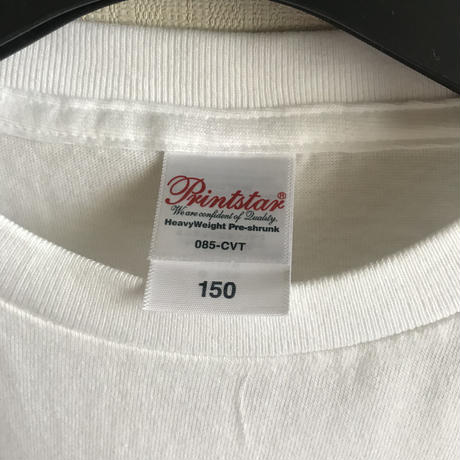 Printstar®
We are confident of Quality.
HeavyWeight Pre-shrunk
085-CVT
150